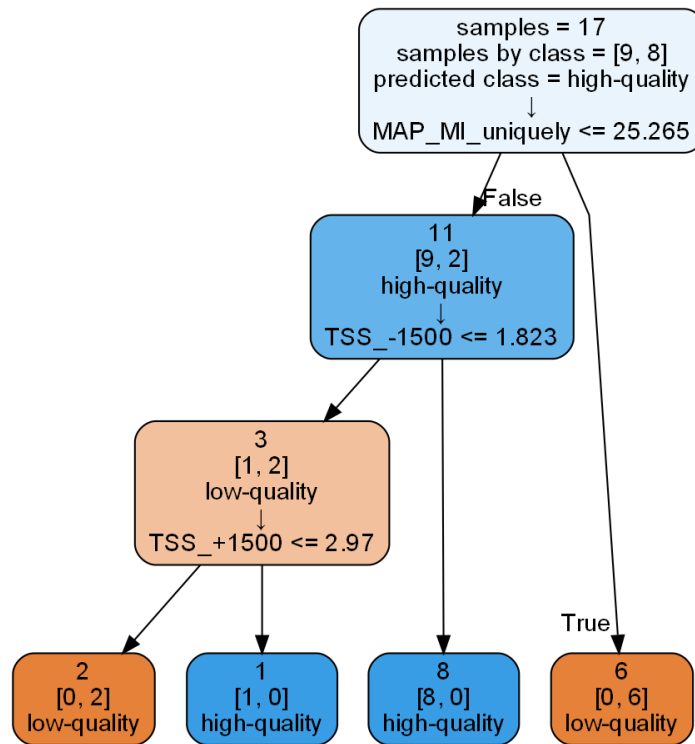 samples = 17
samples by class = [9, 8]
predicted class = high-quality
↓
MAP_MI_uniquely <= 25.265
False
11
[9, 2]
high-quality
↓
TSS_-1500 <= 1.823
3
[1, 2]
low-quality
↓
TSS_+1500 <= 2.97
True
2
[0, 2]
low-quality
1
[1, 0]
high-quality
8
[8, 0]
high-quality
6
[0, 6]
low-quality